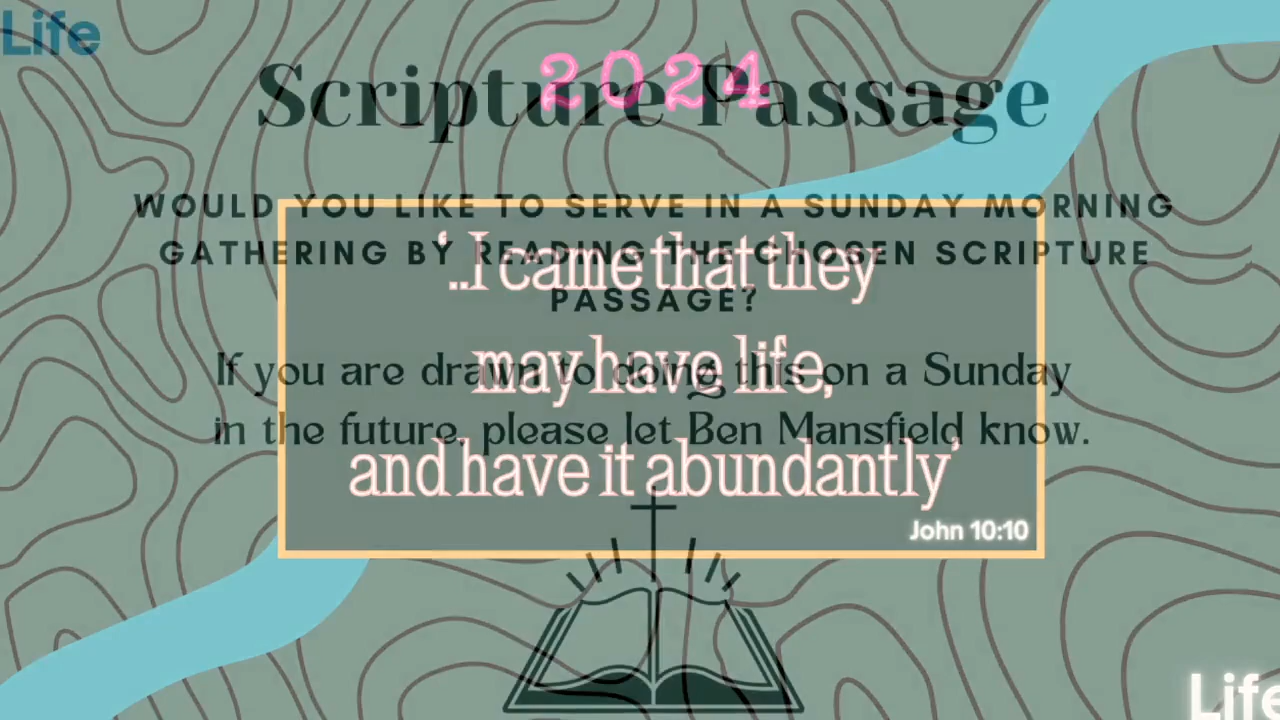 Life
2024
Scripture Passage
WOULD YOU LIKE TO SERVE IN A SUNDAY MORNING
GATHERING BY READING THE CHOSEN SCRIPTURE
PASSAGE?
If you are drawn to doing this on a Sunday
in the future, please let Ben Mansfield know.
‘..I came that they
may have life,
and have it abundantly’
John 10:10
Life